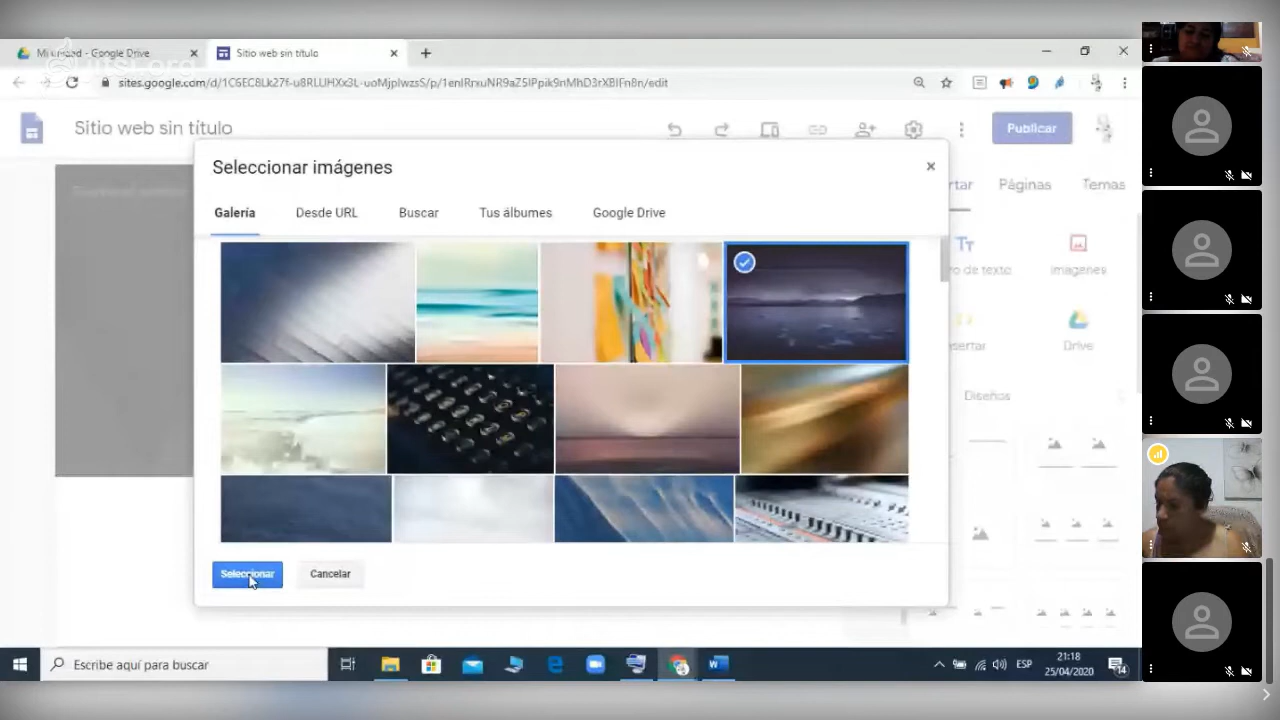 Mi unidad - Google Drive
Sitio web sin título
Sitio web sin título
Publicar
Seleccionar imágenes
Galería
Desde URL
Buscar
Tus álbumes
Google Drive
Páginas
Temas
Imágenes
Drive
Diseños
Seleccionar
Cancelar
Escribe aquí para buscar
ESP
21:18
25/04/2020
14